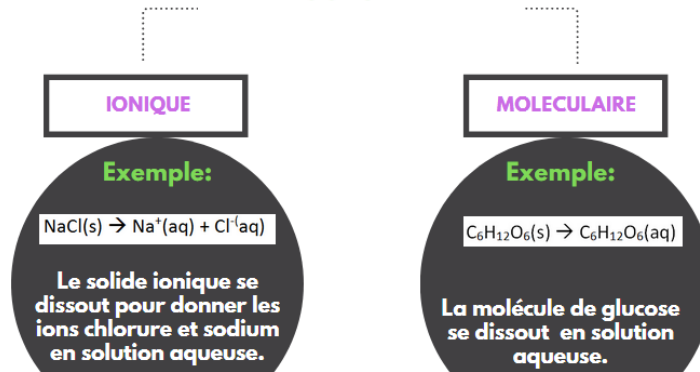 IONIQUE
Exemple:
NaCl(s) → Na⁺(aq) + Cl⁻(aq)
Le solide ionique se
dissout pour donner les
ions chlorure et sodium
en solution aqueuse.
MOLECULAIRE
Exemple:
C₆H₁₂O₆(s) → C₆H₁₂O₆(aq)
La molécule de glucose
se dissout en solution
aqueuse.